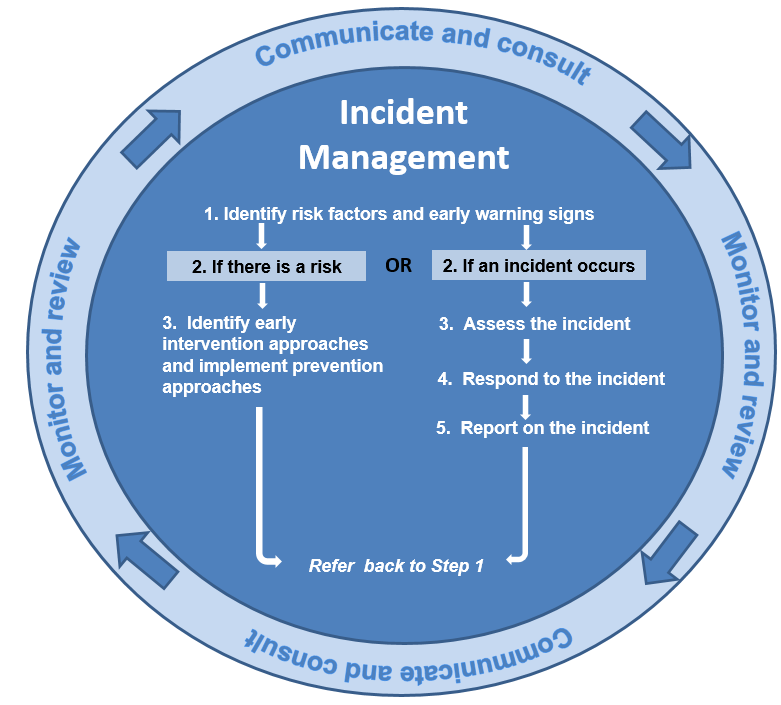 Communicate and consult
Incident
Management
1. Identify risk factors and early warning signs
2. If there is a risk
OR
2. If an incident occurs
3. Identify early
intervention approaches
and implement prevention
approaches
3. Assess the incident
4. Respond to the incident
5. Report on the incident
Refer back to Step 1
Monitor and review
Monitor and review
Communicate and consult